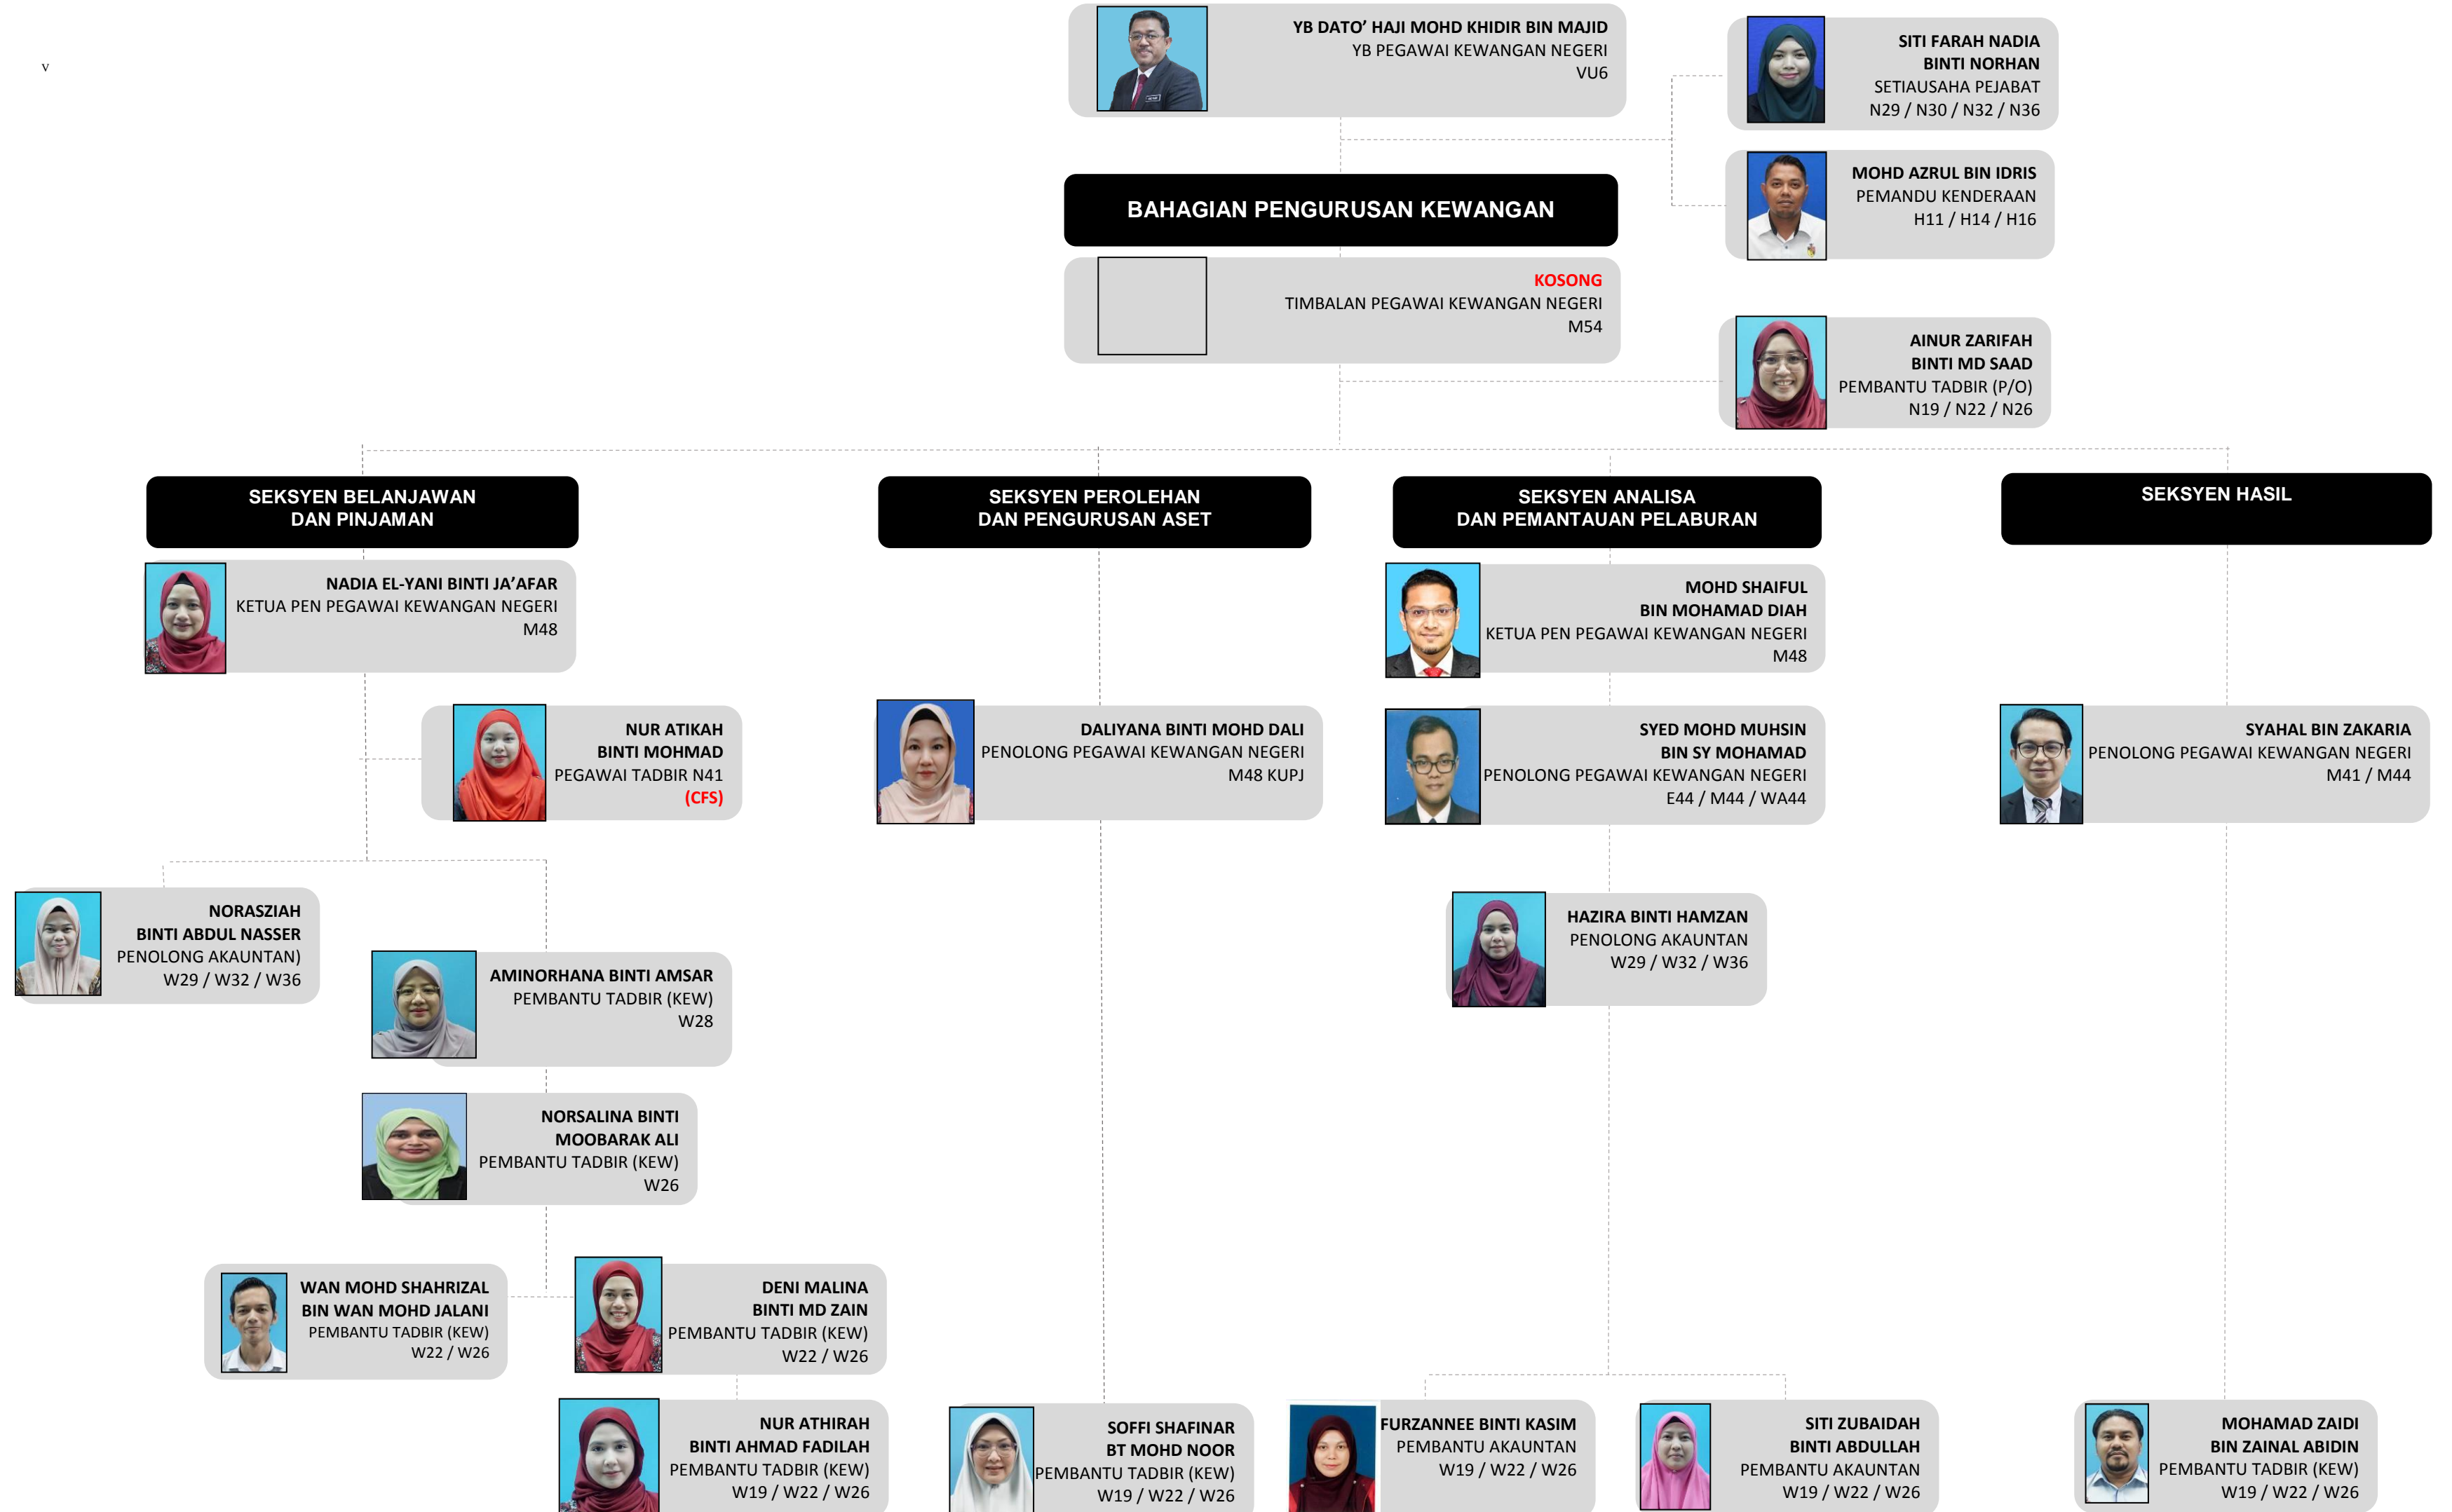 v
YB DATO’ HAJI MOHD KHIDIR BIN MAJID
YB PEGAWAI KEWANGAN NEGERI
VU6
SITI FARAH NADIA
BINTI NORHAN
SETIAUSAHA PEJABAT
N29 / N30 / N32 / N36
MOHD AZRUL BIN IDRIS
PEMANDU KENDERAAN
H11 / H14 / H16
BAHAGIAN PENGURUSAN KEWANGAN
KOSONG
TIMBALAN PEGAWAI KEWANGAN NEGERI
M54
AINUR ZARIFAH
BINTI MD SAAD
PEMBANTU TADBIR (P/O)
N19 / N22 / N26
SEKSYEN BELANJAWAN
DAN PINJAMAN
SEKSYEN PEROLEHAN
DAN PENGURUSAN ASET
SEKSYEN ANALISA
DAN PEMANTAUAN PELABURAN
SEKSYEN HASIL
NADIA EL-YANI BINTI JA’AFAR
KETUA PEN PEGAWAI KEWANGAN NEGERI
M48
MOHD SHAIFUL
BIN MOHAMAD DIAH
KETUA PEN PEGAWAI KEWANGAN NEGERI
M48
NUR ATIKAH
BINTI MOHMAD
PEGAWAI TADBIR N41
(CFS)
DALIYANA BINTI MOHD DALI
PENOLONG PEGAWAI KEWANGAN NEGERI
M48 KUPJ
SYED MOHD MUHSIN
BIN SY MOHAMAD
PENOLONG PEGAWAI KEWANGAN NEGERI
E44 / M44 / WA44
SYAHAL BIN ZAKARIA
PENOLONG PEGAWAI KEWANGAN NEGERI
M41 / M44
NORASZIAH
BINTI ABDUL NASSER
PENOLONG AKAUNTAN)
W29 / W32 / W36
AMINORHANA BINTI AMSAR
PEMBANTU TADBIR (KEW)
W28
HAZIRA BINTI HAMZAN
PENOLONG AKAUNTAN
W29 / W32 / W36
NORSALINA BINTI
MOOBARAK ALI
PEMBANTU TADBIR (KEW)
W26
WAN MOHD SHAHRIZAL
BIN WAN MOHD JALANI
PEMBANTU TADBIR (KEW)
W22 / W26
DENI MALINA
BINTI MD ZAIN
PEMBANTU TADBIR (KEW)
W22 / W26
NUR ATHIRAH
BINTI AHMAD FADILAH
PEMBANTU TADBIR (KEW)
W19 / W22 / W26
SOFFI SHAFINAR
BT MOHD NOOR
PEMBANTU TADBIR (KEW)
W19 / W22 / W26
FURZANNEE BINTI KASIM
PEMBANTU AKAUNTAN
W19 / W22 / W26
SITI ZUBAIDAH
BINTI ABDULLAH
PEMBANTU AKAUNTAN
W19 / W22 / W26
MOHAMAD ZAIDI
BIN ZAINAL ABIDIN
PEMBANTU TADBIR (KEW)
W19 / W22 / W26